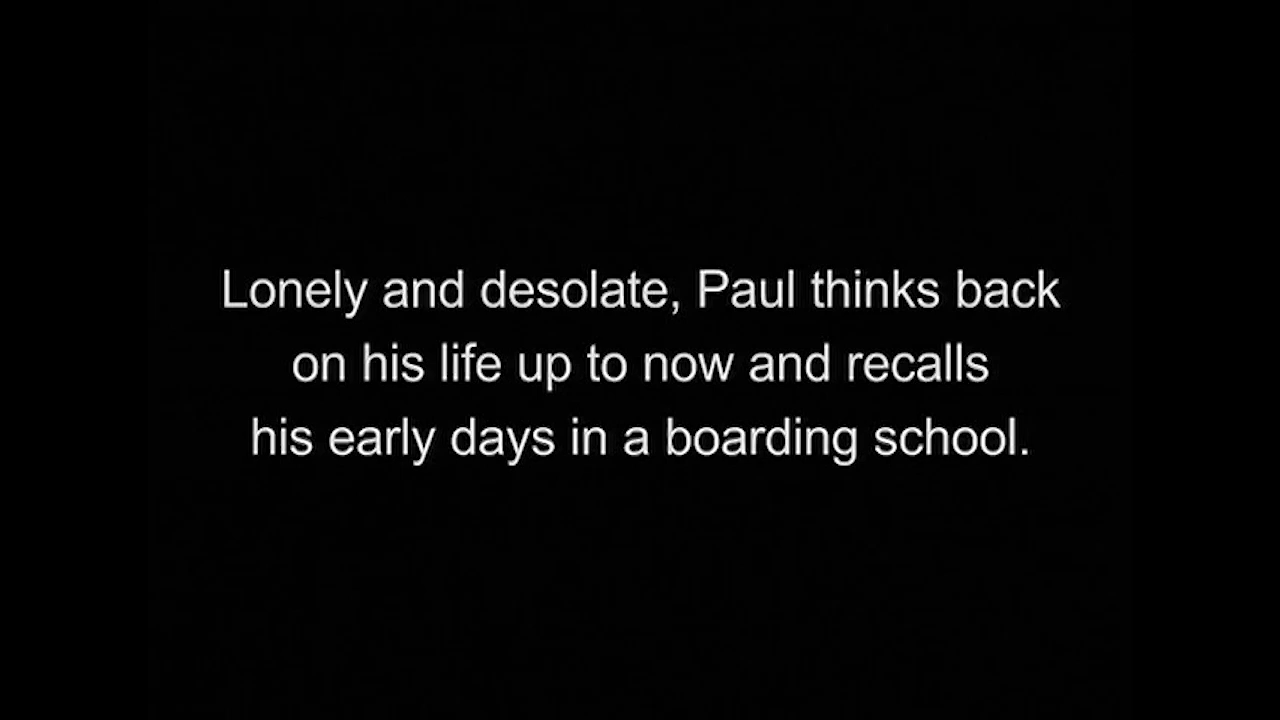 Lonely and desolate, Paul thinks back
on his life up to now and recalls
his early days in a boarding school.